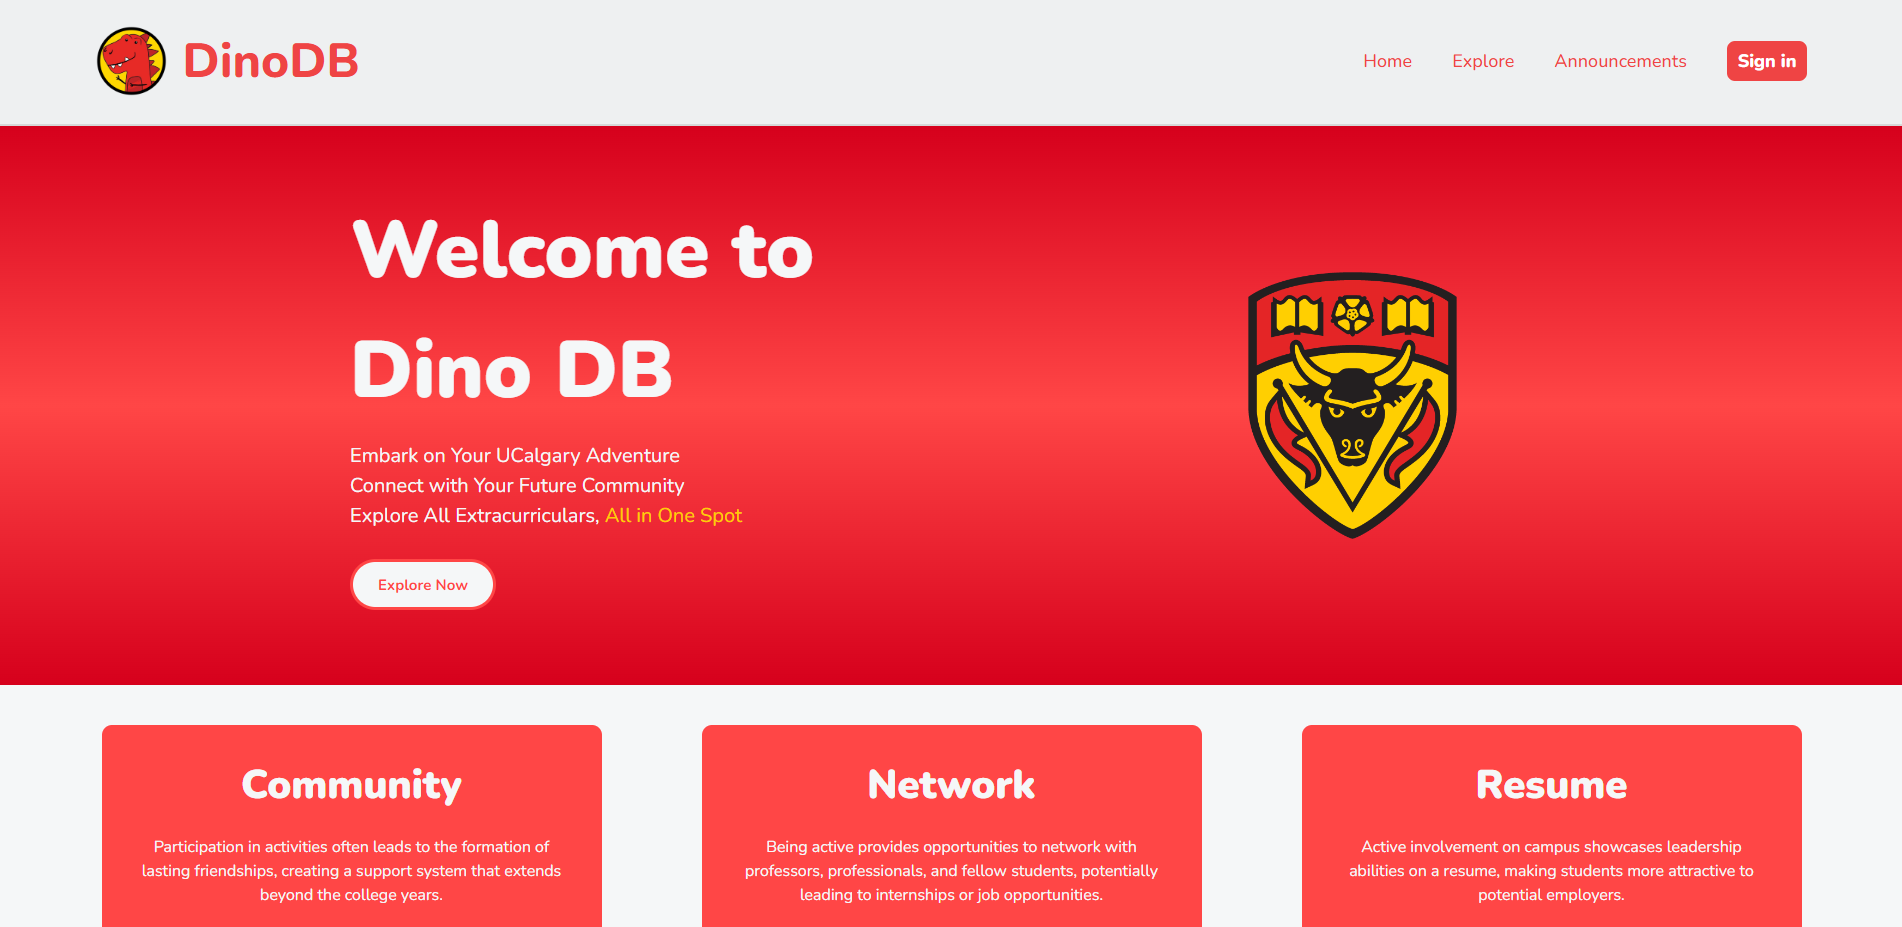 DinoDB
Home
Explore
Announcements
Sign in
Welcome to
Dino DB
Embark on Your UCalgary Adventure
Connect with Your Future Community
Explore All Extracurriculars, All in One Spot
Explore Now
Community
Participation in activities often leads to the formation of
lasting friendships, creating a support system that extends
beyond the college years.
Network
Being active provides opportunities to network with
professors, professionals, and fellow students, potentially
leading to internships or job opportunities.
Resume
Active involvement on campus showcases leadership
abilities on a resume, making students more attractive to
potential employers.